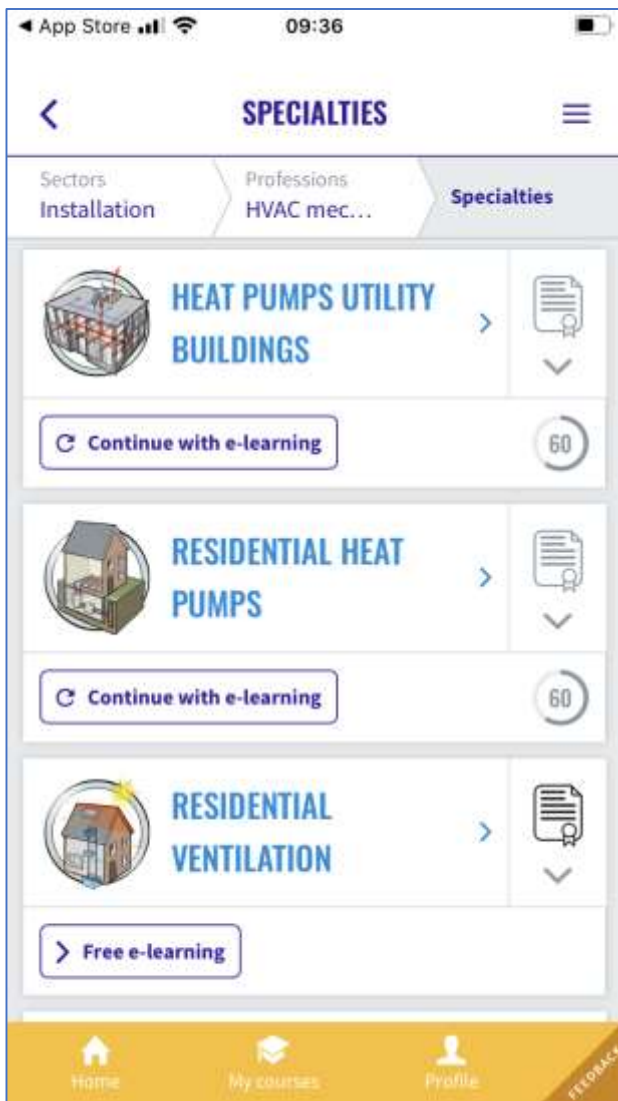 App Store
09:36
SPECIALTIES
Sectors
Installation
Professions
HVAC mec...
Specialties
HEAT PUMPS UTILITY
BUILDINGS
Continue with e-learning
60
RESIDENTIAL HEAT
PUMPS
Continue with e-learning
60
RESIDENTIAL
VENTILATION
Free e-learning
Home
My courses
Profile
FEEDBACK